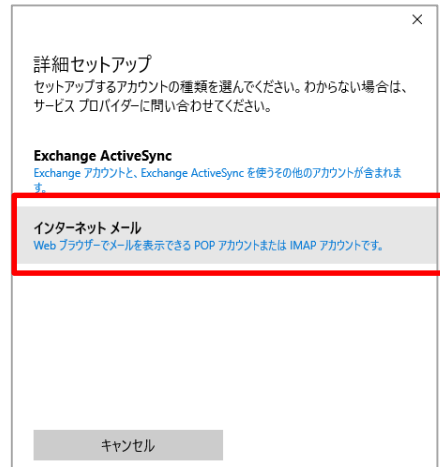 詳細セットアップ
セットアップするアカウントの種類を選んでください。わからない場合は、
サービス プロバイダーに問い合わせてください。
Exchange ActiveSync
Exchange アカウントと、Exchange ActiveSync を使うその他のアカウントが含まれま
す。
インターネット メール
Web ブラウザーでメールを表示できる POP アカウントまたは IMAP アカウントです。
キャンセル